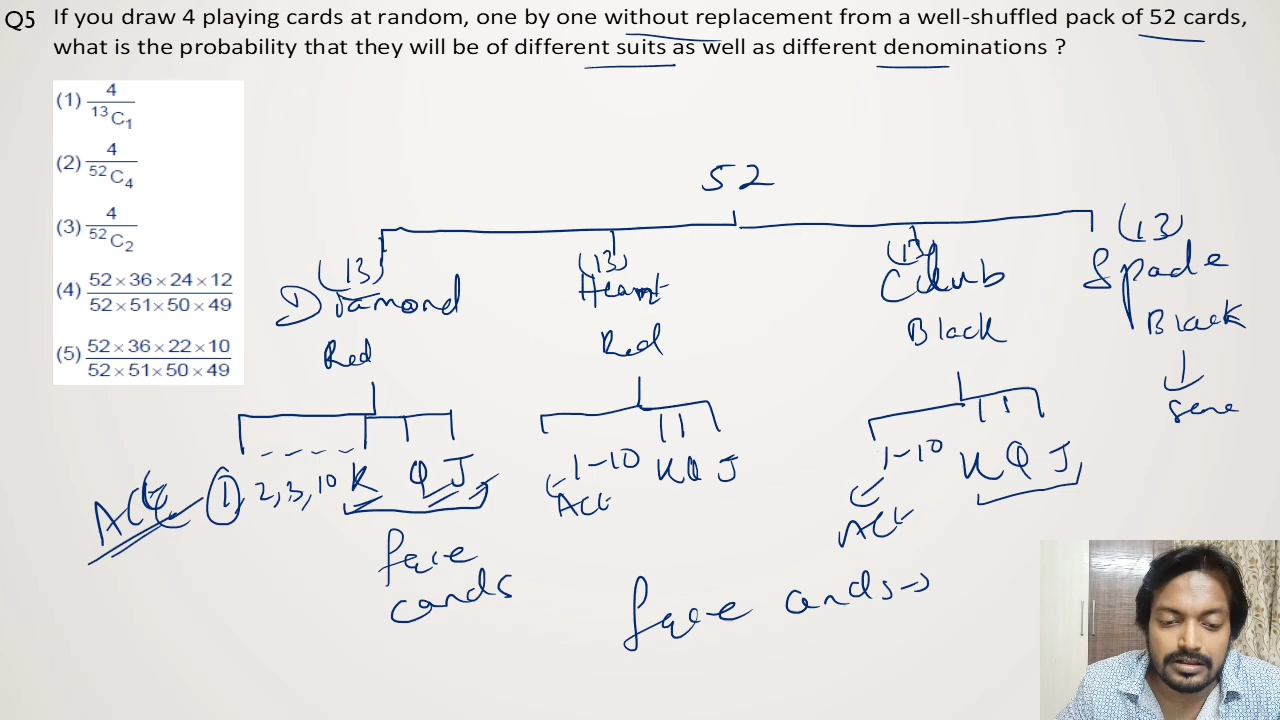 Q5 If you draw 4 playing cards at random, one by one without replacement from a well-shuffled pack of 52 cards,
what is the probability that they will be of different suits as well as different denominations ?
(1) 4 / 13C1
(2) 4 / 52C4
(3) 4 / 52C2
(4) 52×36×24×12 / 52×51×50×49
(5) 52×36×22×10 / 52×51×50×49
52
(13) (13) (13) (13)
Diamond Heart Club Spade
Red Red Black Black
1, 2, 3, 10 K Q J 1-10 K Q J 1-10 K Q J
ACE ACE ACE
face
cards
face cards→